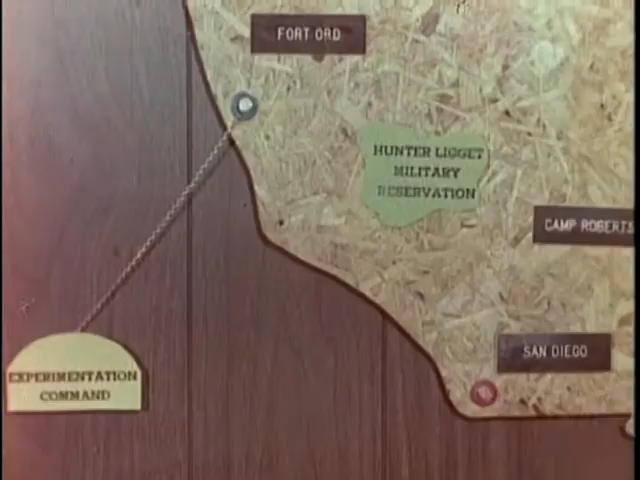 FORT ORD
HUNTER LIGGET
MILITARY
RESERVATION
CAMP ROBERTS
SAN DIEGO
EXPERIMENTATION
COMMAND